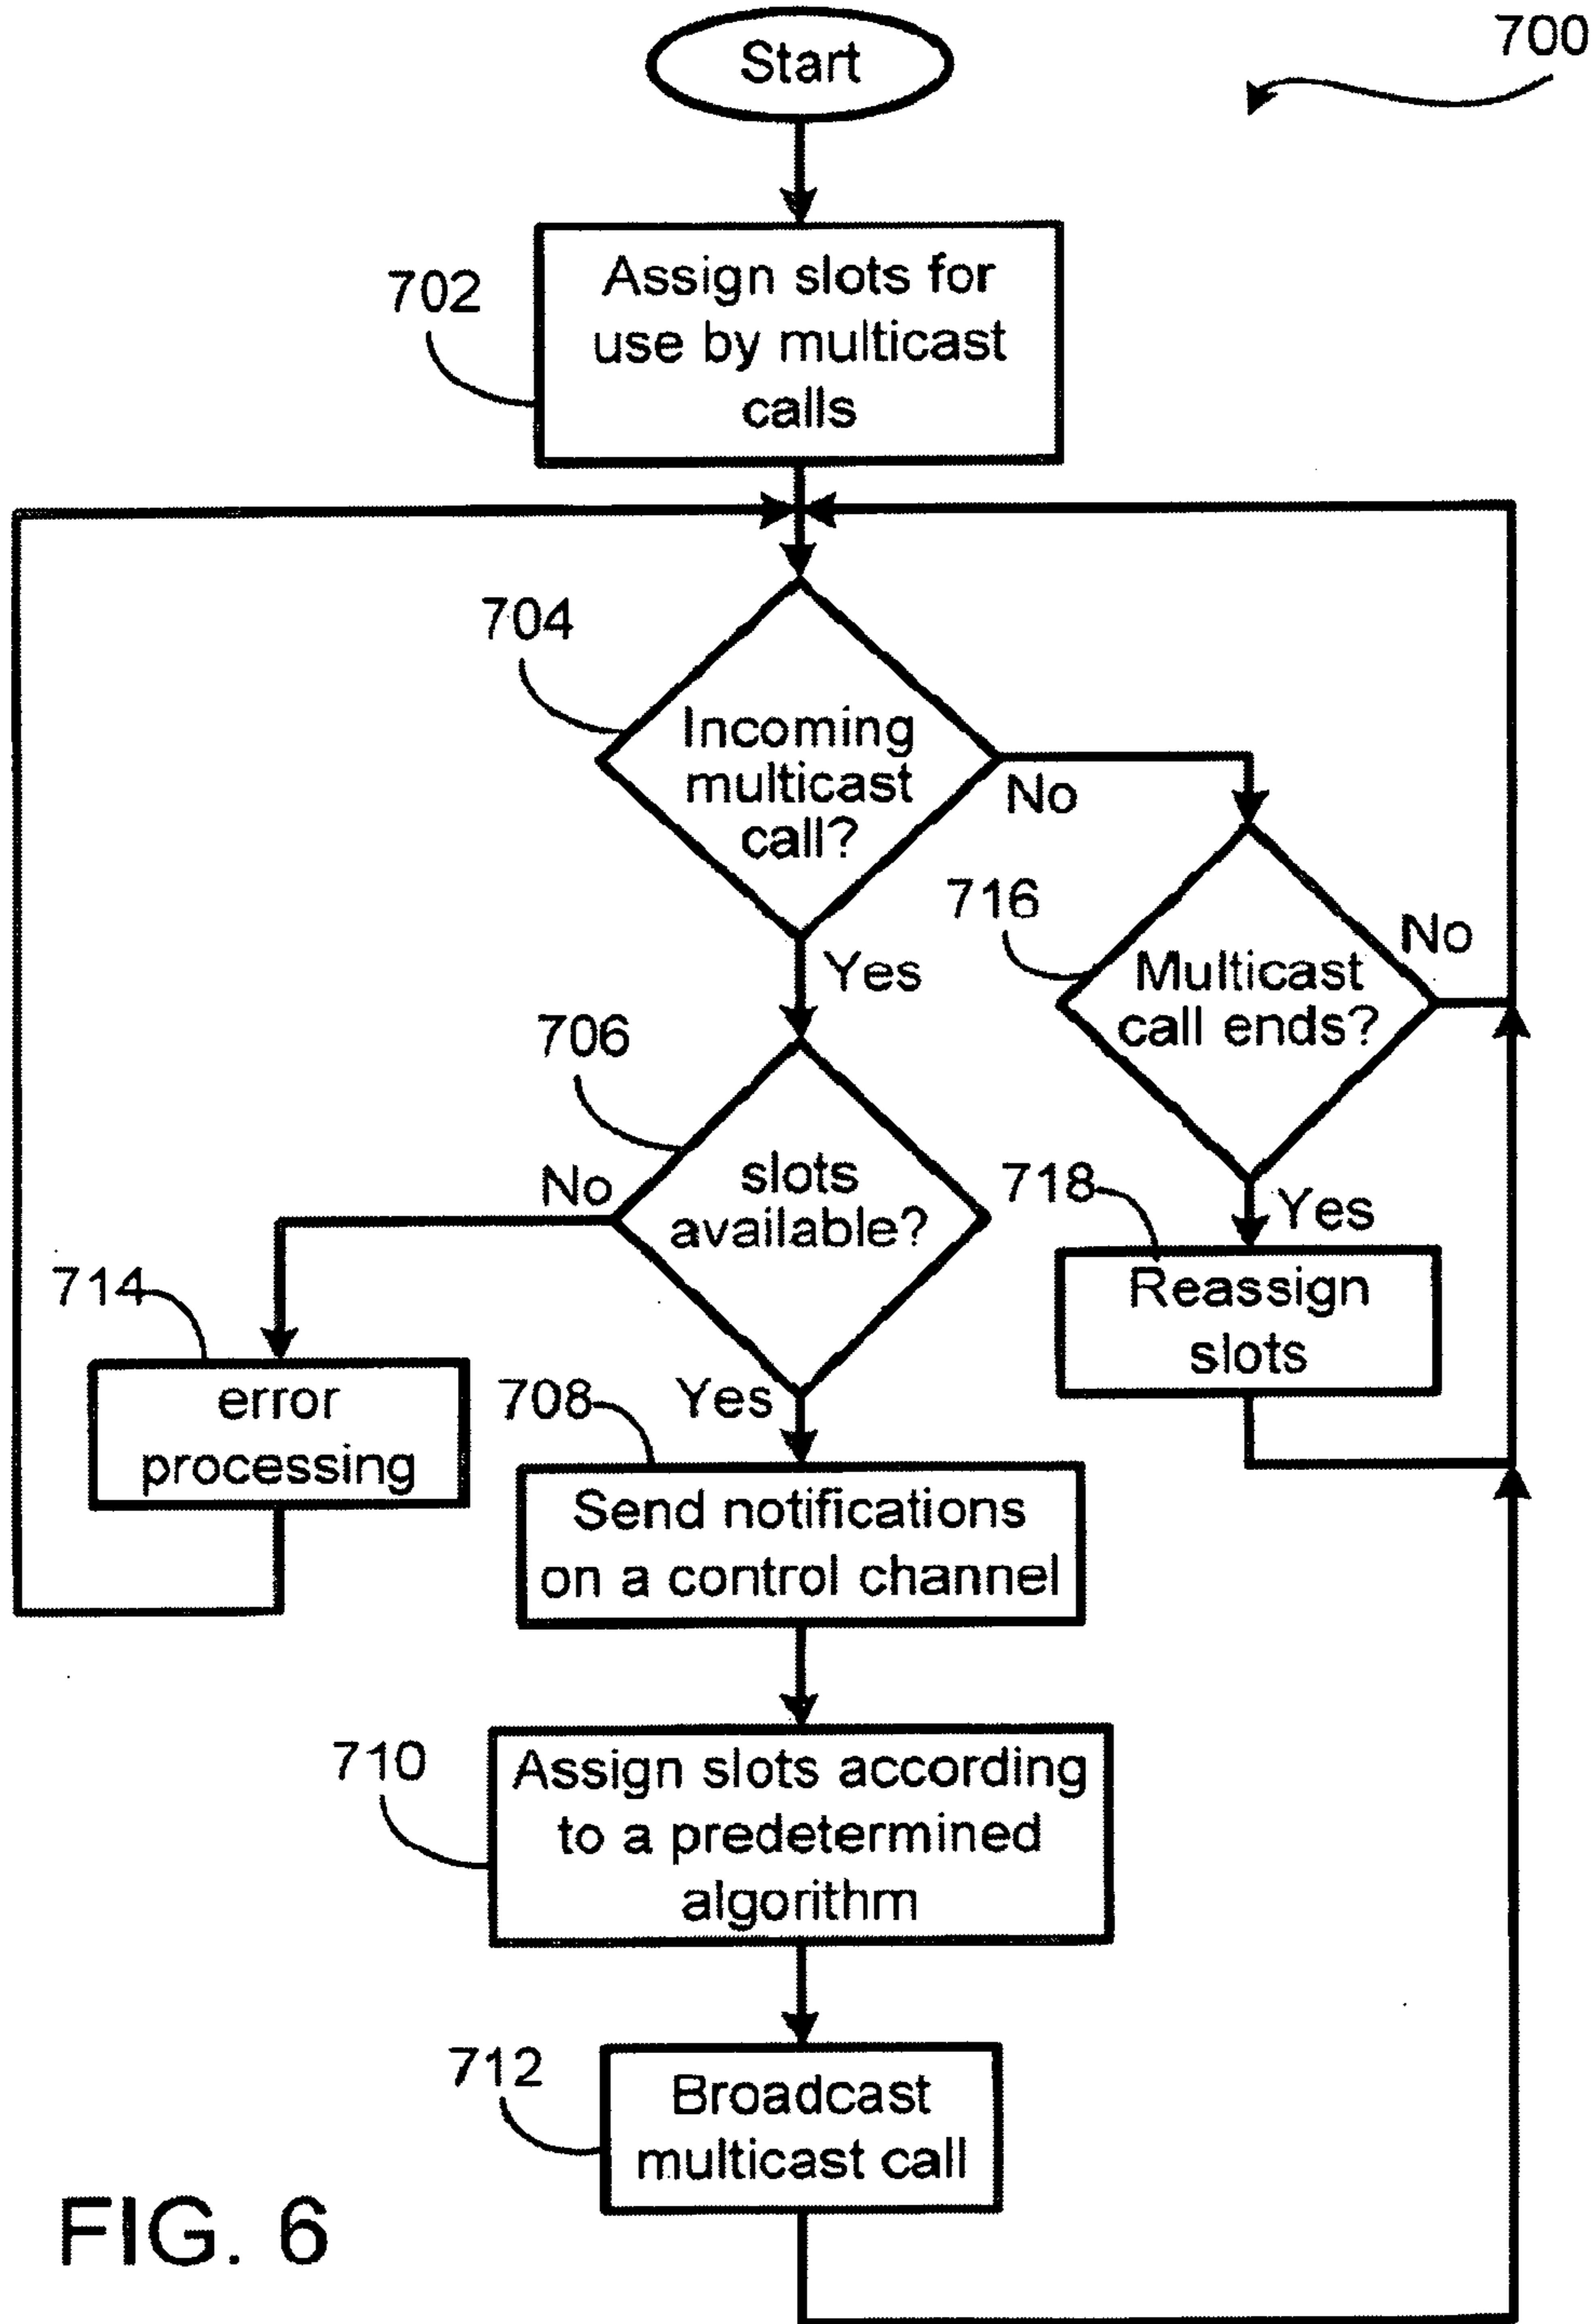 700
Start
702
Assign slots for
use by multicast
calls
704
Incoming
multicast
call?
No
Yes
716
Multicast
call ends?
No
706
slots
available?
No
718
Yes
Reassign
slots
714
error
processing
Yes
708
Send notifications
on a control channel
710
Assign slots according
to a predetermined
algorithm
712
Broadcast
multicast call
FIG. 6